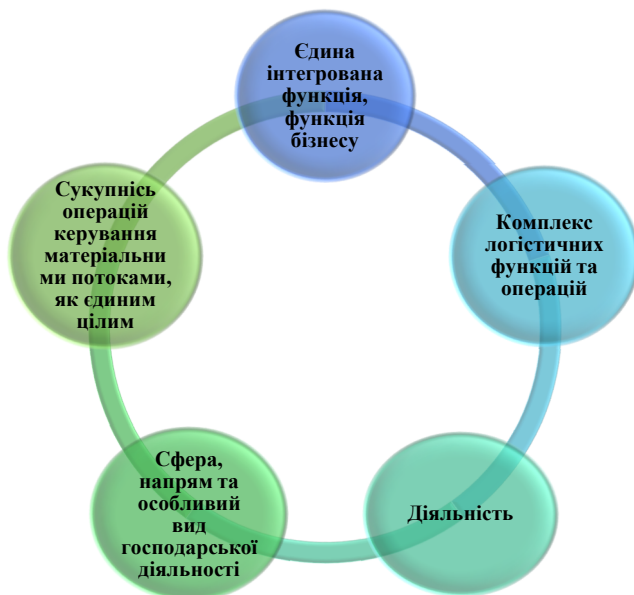 Єдина
інтегрована
функція,
функція
бізнесу
Комплекс
логістичних
функцій та
операцій
Діяльність
Сфера,
напрям та
особливий
вид
господарської
діяльності
Сукупнісь
операцій
керування
матеріальни
ми потоками,
як єдиним
цілим